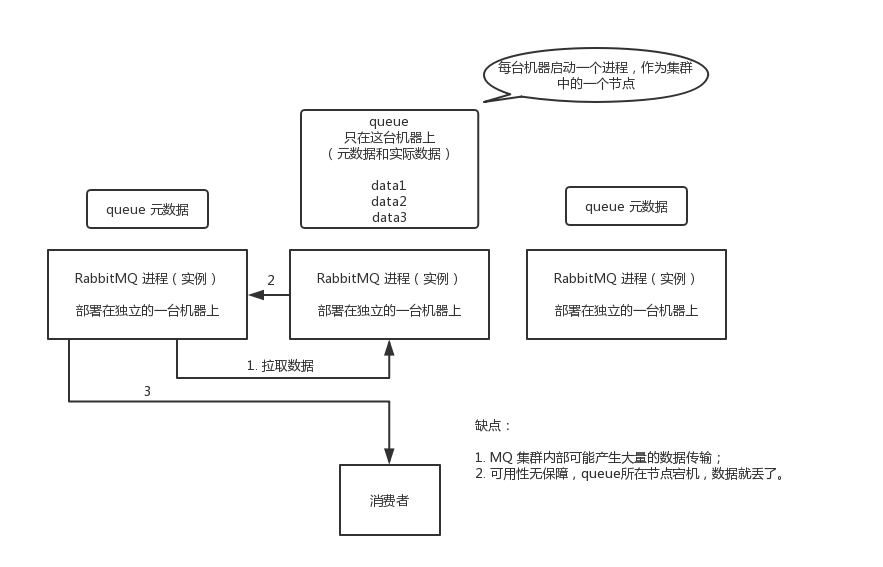 每台机器启动一个进程，作为集群
中的一个节点
queue
只在这台机器上
（元数据和实际数据）
data1
data2
data3
queue 元数据
queue 元数据
RabbitMQ 进程（实例）
部署在独立的一台机器上
2
RabbitMQ 进程（实例）
部署在独立的一台机器上
RabbitMQ 进程（实例）
部署在独立的一台机器上
1. 拉取数据
3
缺点：
1. MQ 集群内部可能产生大量的数据传输；
2. 可用性无保障，queue所在节点宕机，数据就丢了。
消费者